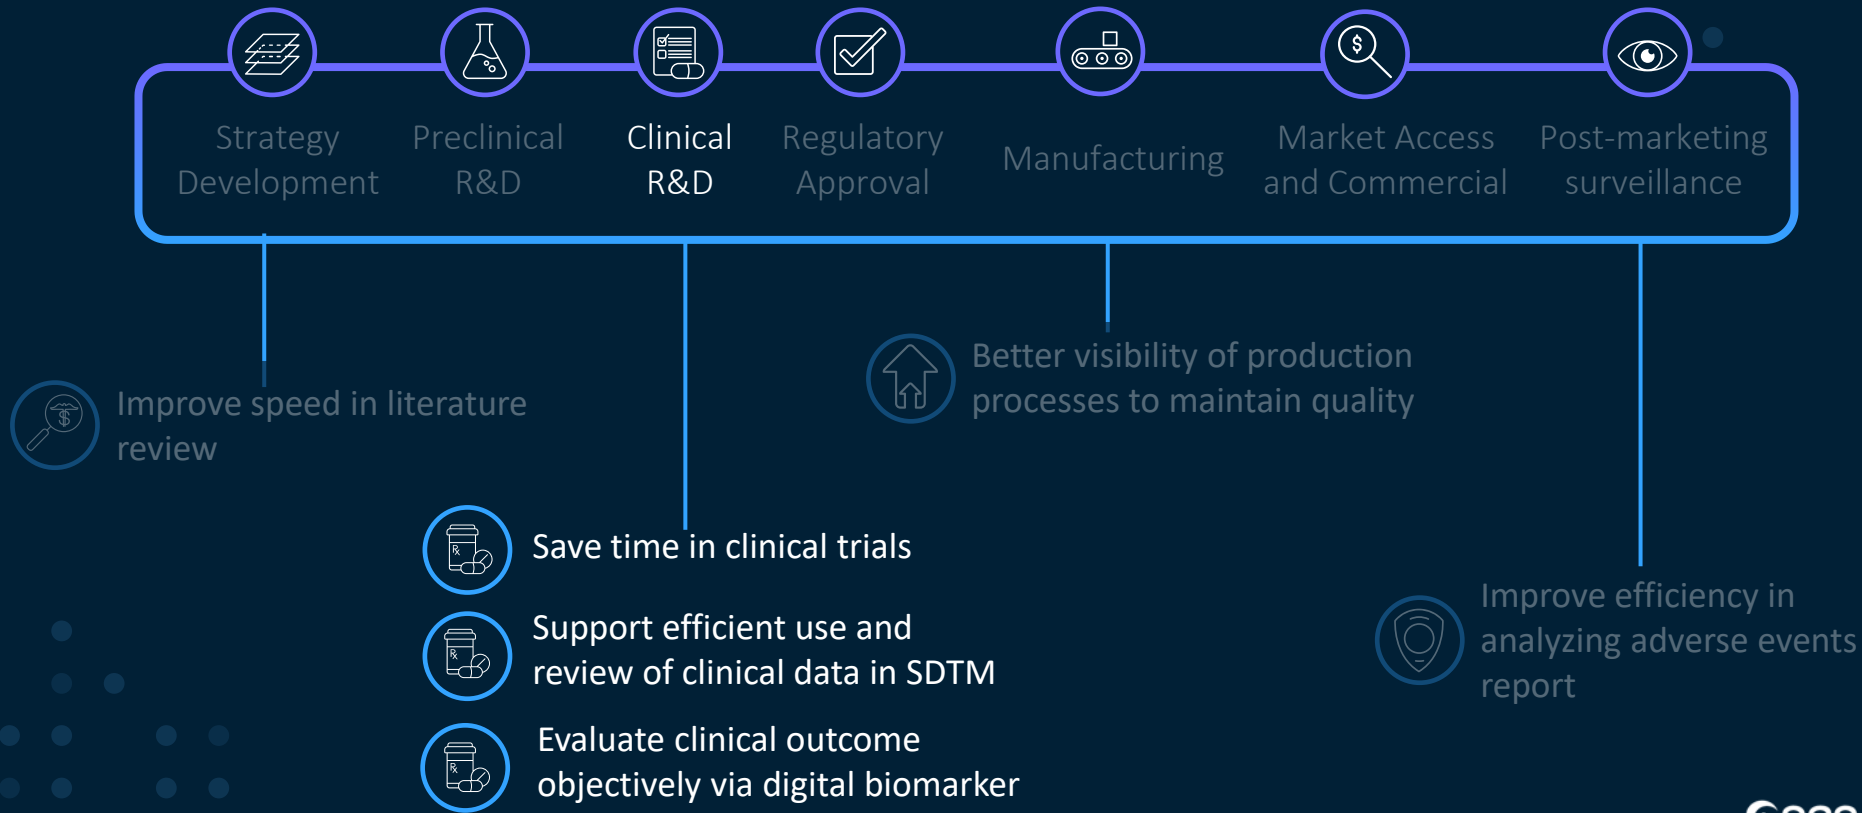 Strategy
Development
Preclinical
R&D
Clinical
R&D
Regulatory
Approval
Manufacturing
Market Access
and Commercial
Post-marketing
surveillance
Improve speed in literature
review
Better visibility of production
processes to maintain quality
Save time in clinical trials
Support efficient use and
review of clinical data in SDTM
Evaluate clinical outcome
objectively via digital biomarker
Improve efficiency in
analyzing adverse events
report